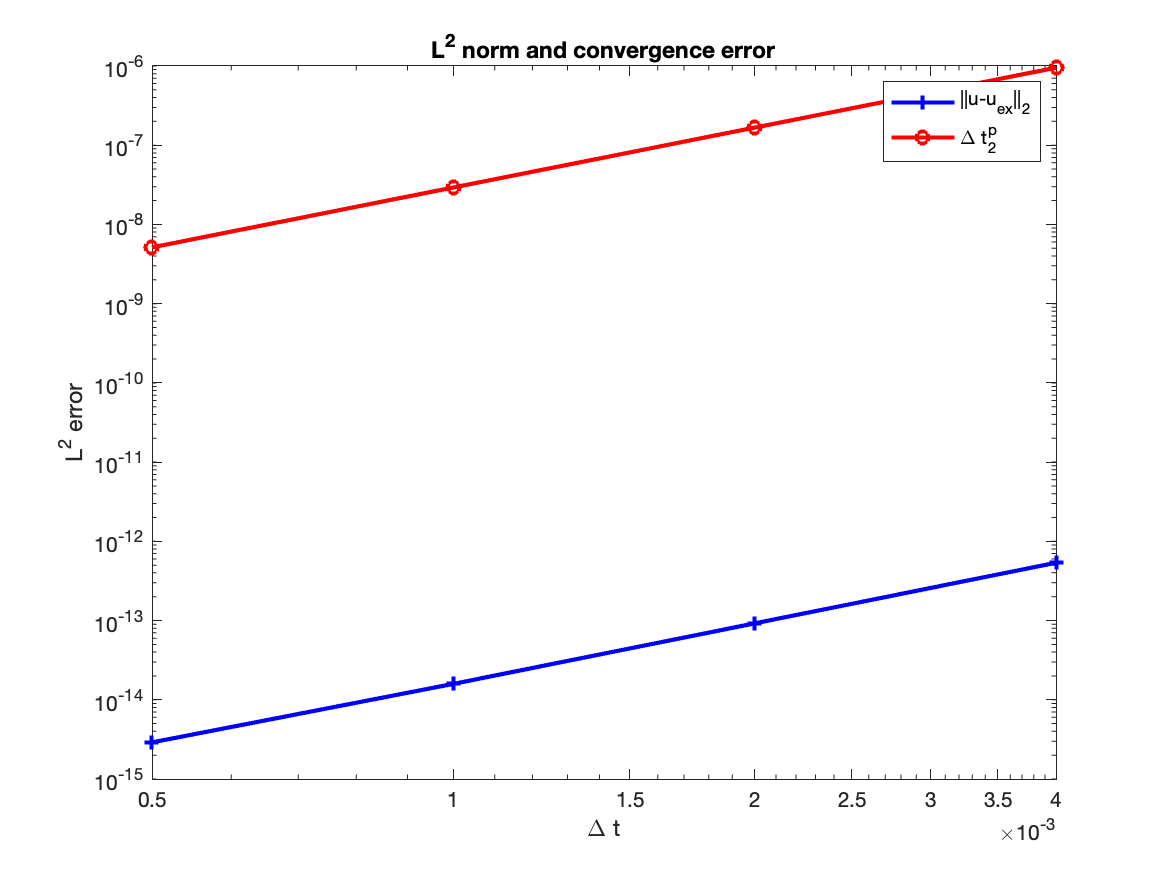 L² norm and convergence error
10⁻⁶
10⁻⁷
10⁻⁸
10⁻⁹
10⁻¹⁰
10⁻¹¹
10⁻¹²
10⁻¹³
10⁻¹⁴
10⁻¹⁵
L² error
||u-u_ex||₂
Δ t₂ᵖ
0.5 1 1.5 2 2.5 3 3.5 4
×10⁻³
Δ t